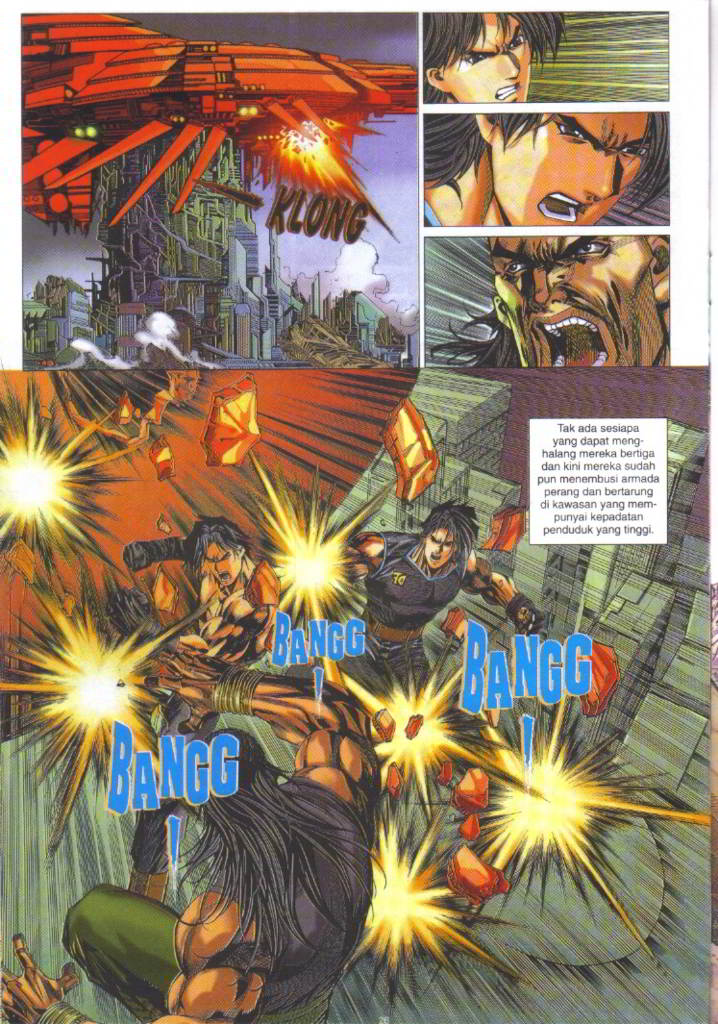 KLONG
Tak ada sesiapa
yang dapat meng-
halang mereka bertiga
dan kini mereka sudah
pun menembusi armada
perang dan bertarung
di kawasan yang mem-
punyai kepadatan
penduduk yang tinggi.
BANGG
!
BANGG
!
BANGG
!
26